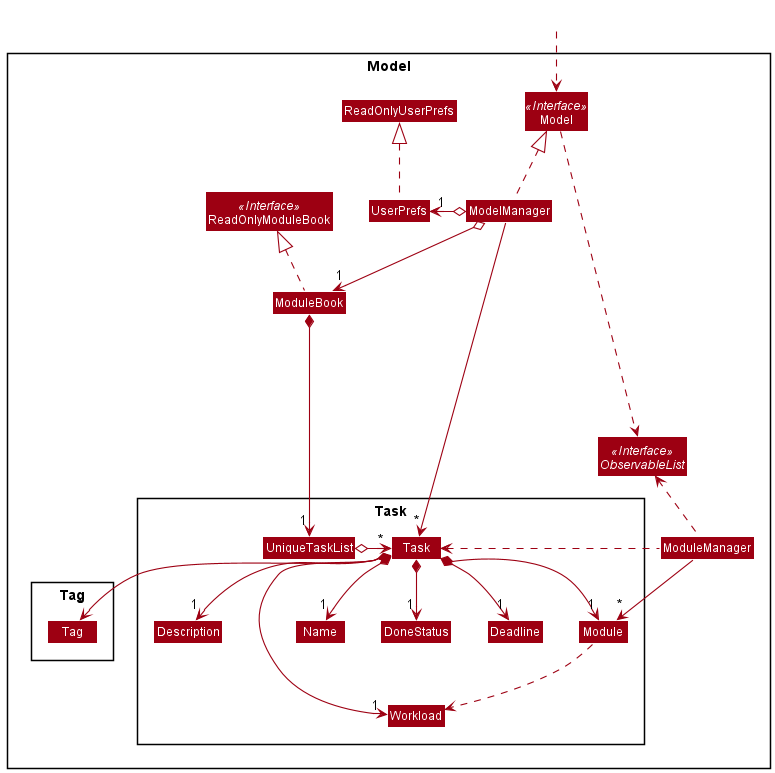 Model
ReadOnlyUserPrefs
«Interface»
Model
«Interface»
ReadOnlyModuleBook
UserPrefs
1
ModelManager
1
ModuleBook
«Interface»
ObservableList
Task
1
*
*
UniqueTaskList
Task
ModuleManager
Tag
*
1
1
1
1
1
*
Tag
Description
Name
DoneStatus
Deadline
Module
1
Workload